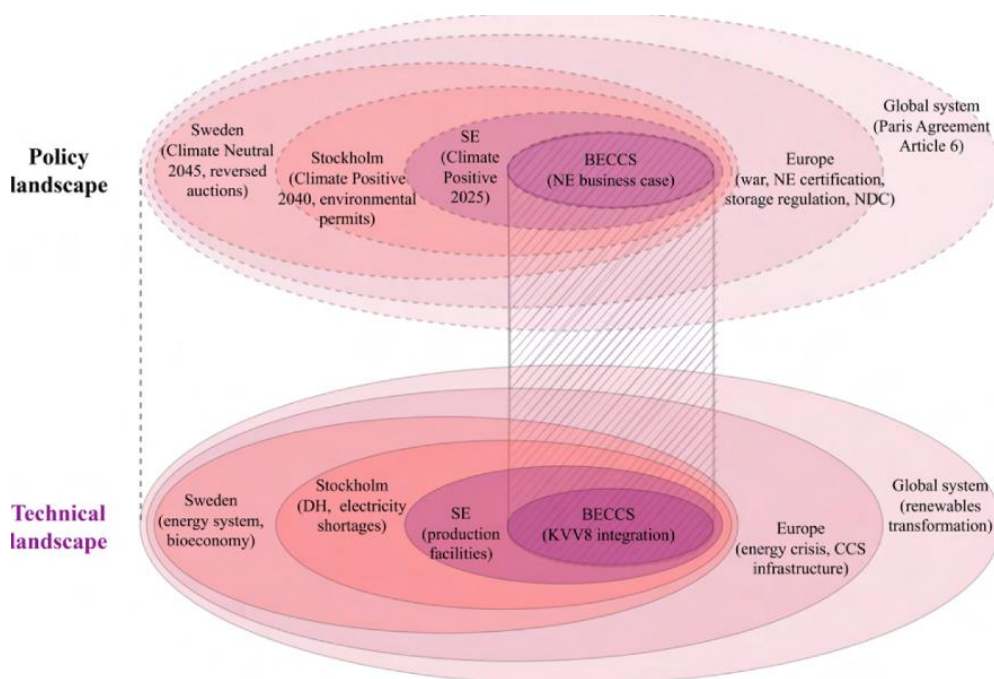 Policy
landscape
Sweden
(Climate Neutral
2045, reversed
auctions)
Stockholm
(Climate Positive
2040, environmental
permits)
SE
(Climate
Positive
2025)
BECCS
(NE business case)
Europe
(war, NE certification,
storage regulation, NDC)
Global system
(Paris Agreement
Article 6)
Technical
landscape
Sweden
(energy system,
bioeconomy)
Stockholm
(DH, electricity
shortages)
SE
(production
facilities)
BECCS
(KVV8 integration)
Europe
(energy crisis, CCS
infrastructure)
Global system
(renewables
transformation)